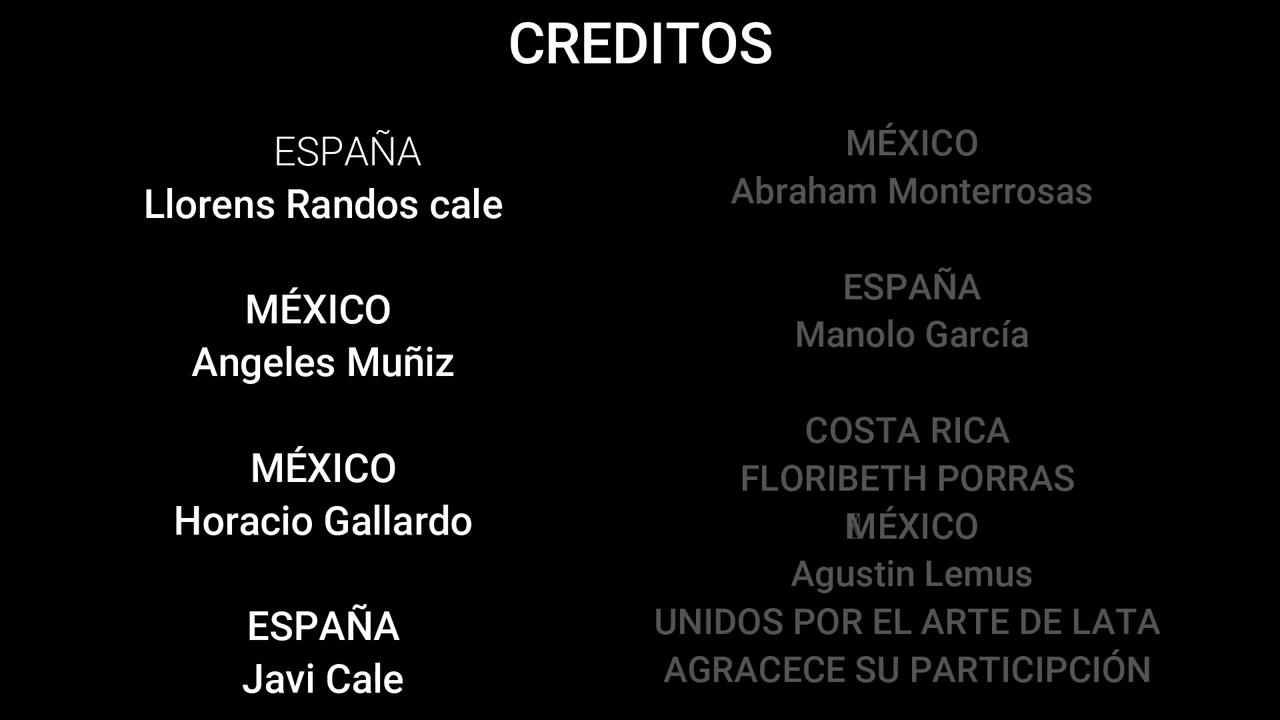 CREDITOS
ESPAÑA
Llorens Randos cale
MÉXICO
Angeles Muñiz
MÉXICO
Horacio Gallardo
ESPAÑA
Javi Cale
MÉXICO
Abraham Monterrosas
ESPAÑA
Manolo García
COSTA RICA
FLORIBETH PORRAS
MÉXICO
Agustin Lemus
UNIDOS POR EL ARTE DE LATA
AGRACECE SU PARTICIPCIÓN